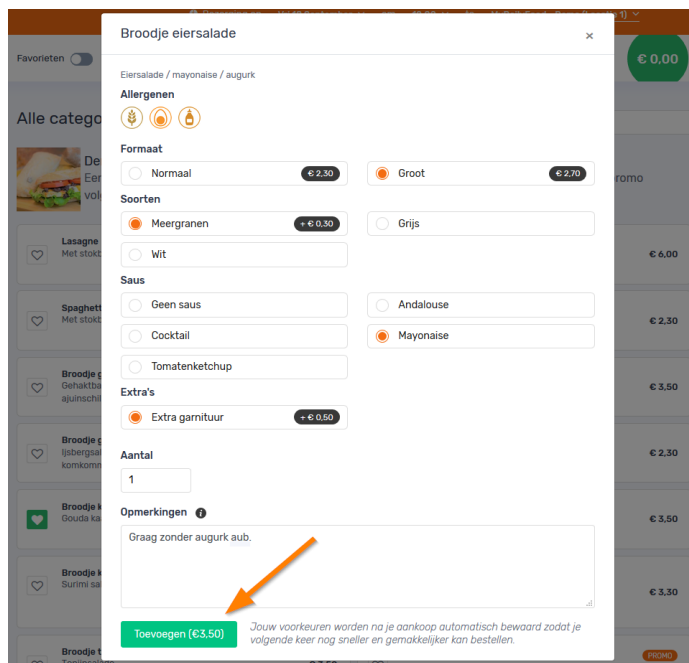 Broodje eiersalade
×
Favorieten
€ 0,00
Eiersalade / mayonaise / augurk
Allergenen
Alle catego
Formaat
De
Normaal
€ 2,30
Groot
€ 2,70
Eer
romo
vol
Soorten
Meergranen
+ € 0,30
Grijs
Lasagne
Met stokb
Wit
€ 6,00
Saus
Geen saus
Andalouse
Spaghett
Met stokb
€ 2,30
Cocktail
Mayonaise
Tomatenketchup
Broodje g
Gehaktba
ajuinschil
€ 3,50
Extra's
Extra garnituur
+ € 0,50
Broodje g
Ijsbergsal
komkomm
€ 2,30
Aantal
1
Opmerkingen
Broodje k
Gouda ka
€ 3,50
Graag zonder augurk aub.
Broodje k
Surimi sa
€ 3,30
Toevoegen (€3,50)
Jouw voorkeuren worden na je aankoop automatisch bewaard zodat je
volgende keer nog sneller en gemakkelijker kan bestellen.
Broodje t
PROMO